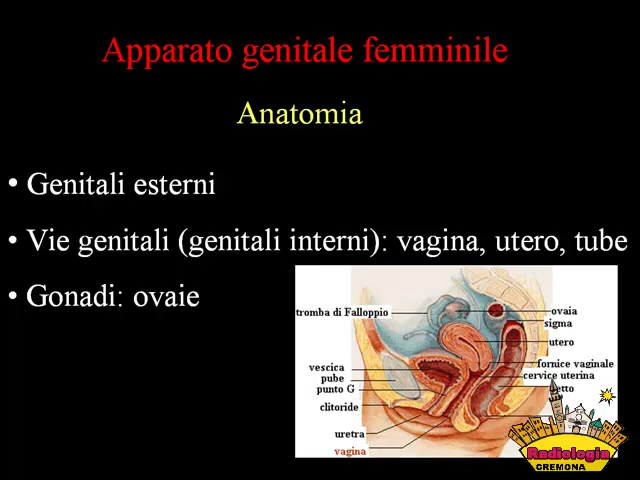 Apparato genitale femminile
Anatomia
• Genitali esterni
• Vie genitali (genitali interni): vagina, utero, tube
• Gonadi: ovaie
tromba di Falloppio
ovaia
sigma
utero
fornice vaginale
cervice uterina
vescica
pube
punto G
clitoride
uretra
vagina
Radiologia
CREMONA